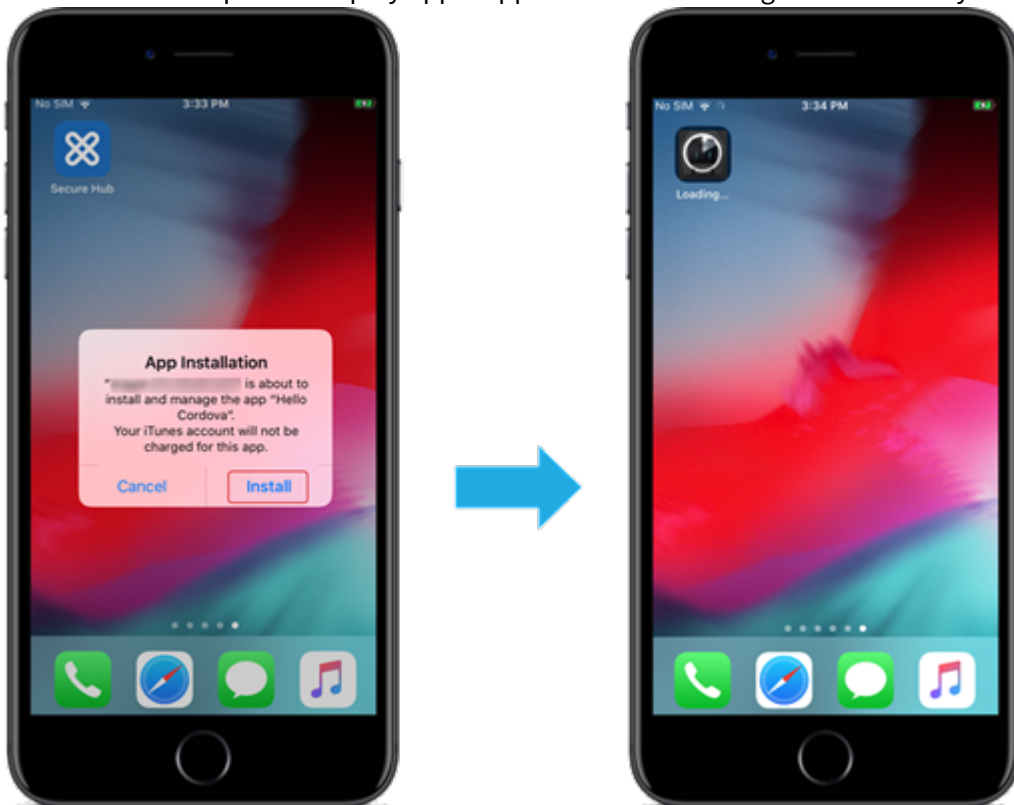 No SIM 3:33 PM
Secure Hub
App Installation
" " is about to
install and manage the app "Hello
Cordova".
Your iTunes account will not be
charged for this app.
Cancel Install
No SIM 3:34 PM
Loading...